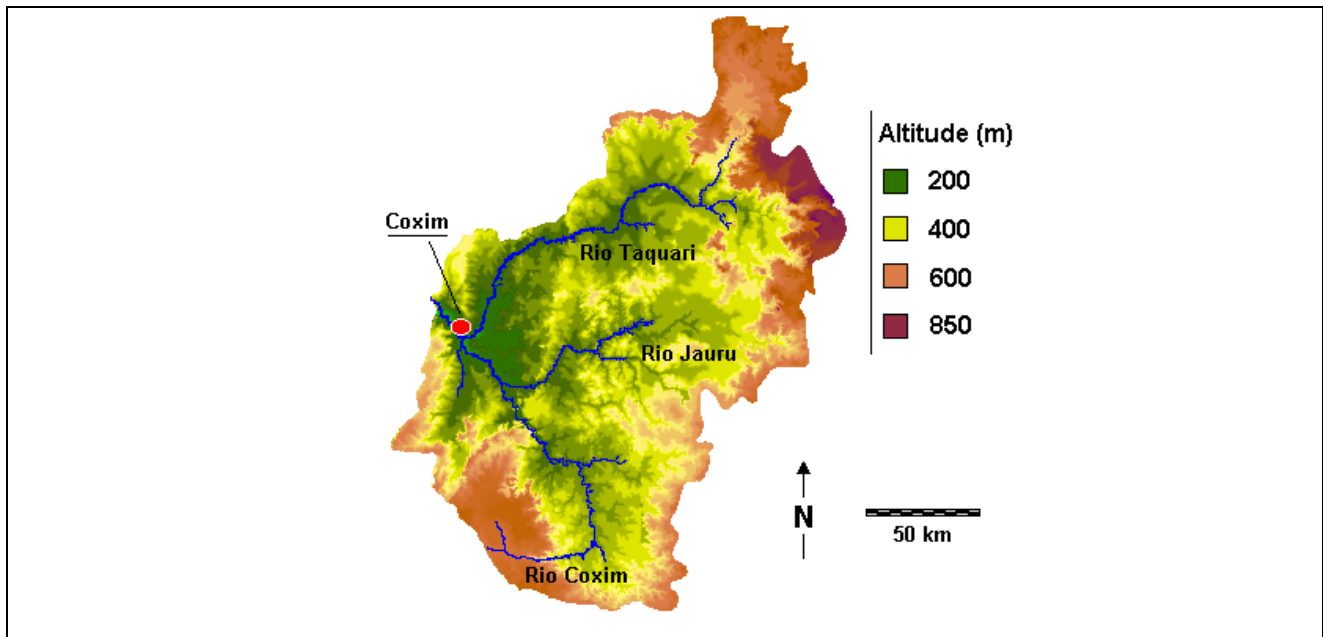 Altitude (m)
200
400
600
850
Coxim
Rio Taquari
Rio Jauru
Rio Coxim
N
50 km